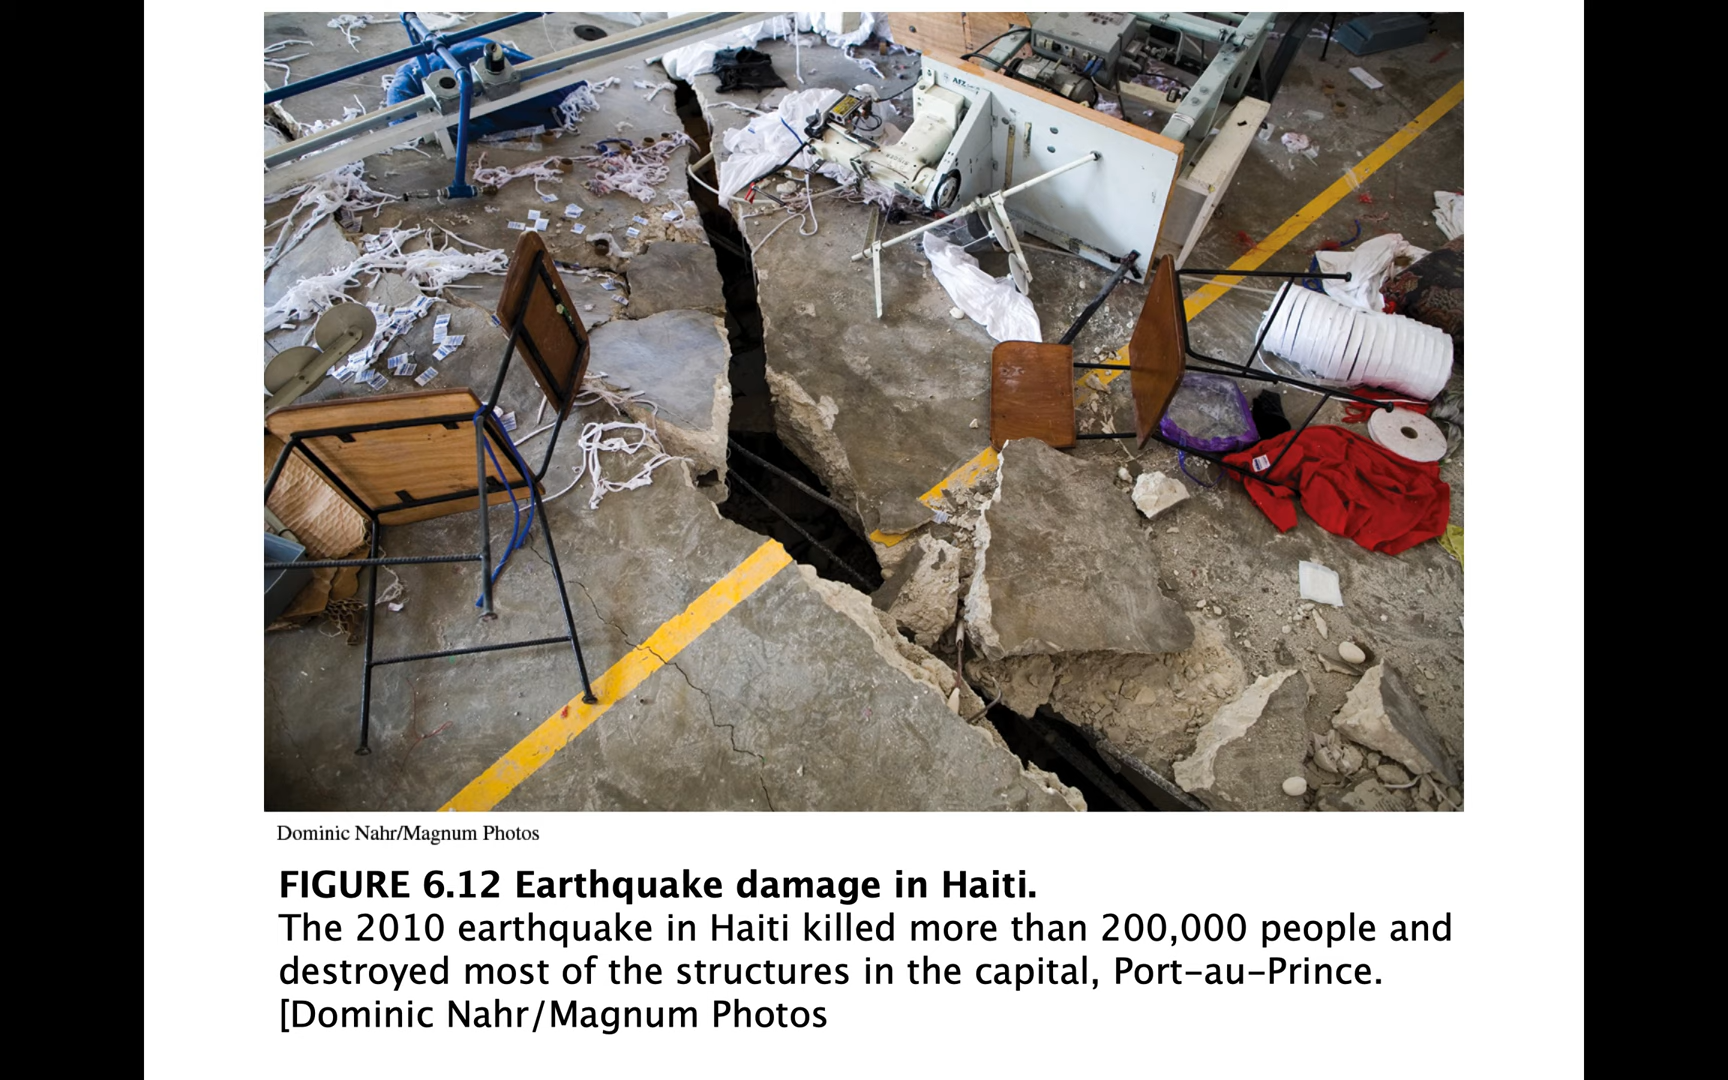 Dominic Nahr/Magnum Photos
FIGURE 6.12 Earthquake damage in Haiti.
The 2010 earthquake in Haiti killed more than 200,000 people and
destroyed most of the structures in the capital, Port-au-Prince.
[Dominic Nahr/Magnum Photos